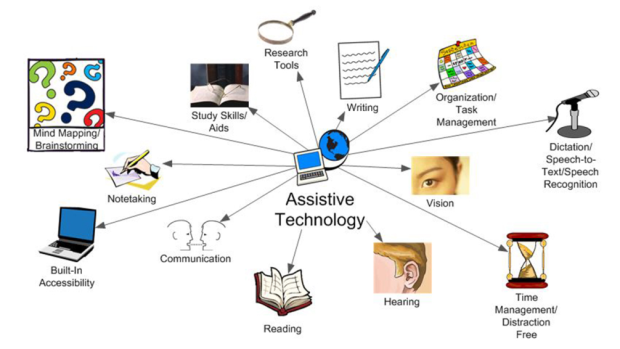 Research
Tools
Mind Mapping/
Brainstorming
Study Skills/
Aids
Writing
Organization/
Task
Management
Dictation/
Speech-to-
Text/Speech
Recognition
Notetaking
Assistive
Technology
Vision
Built-In
Accessibility
Communication
Reading
Hearing
Time
Management/
Distraction
Free